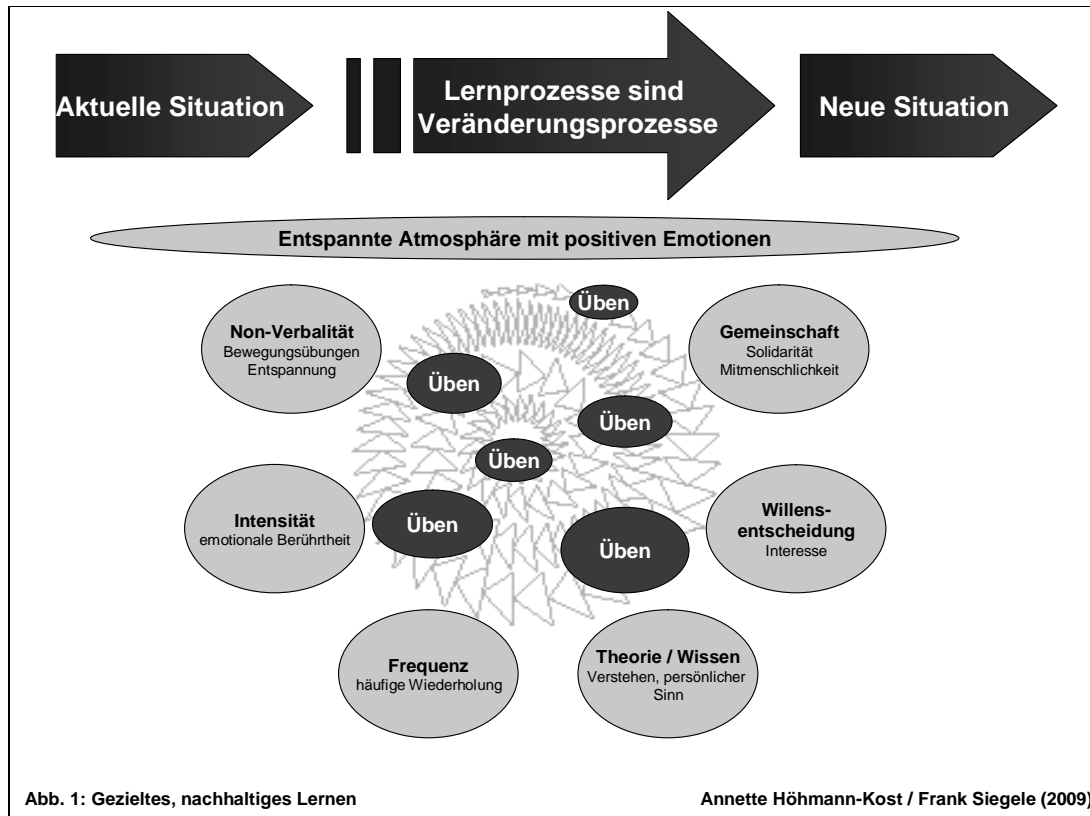 Aktuelle Situation
Lernprozesse sind
Veränderungsprozesse
Neue Situation
Entspannte Atmosphäre mit positiven Emotionen
Üben
Non-Verbalität
Bewegungsübungen
Entspannung
Gemeinschaft
Solidarität
Mitmenschlichkeit
Üben
Üben
Üben
Intensität
emotionale Berührtheit
Üben
Üben
Willens-
entscheidung
Interesse
Frequenz
häufige Wiederholung
Theorie / Wissen
Verstehen, persönlicher
Sinn
Abb. 1: Gezieltes, nachhaltiges Lernen
Annette Höhmann-Kost / Frank Siegele (2009)